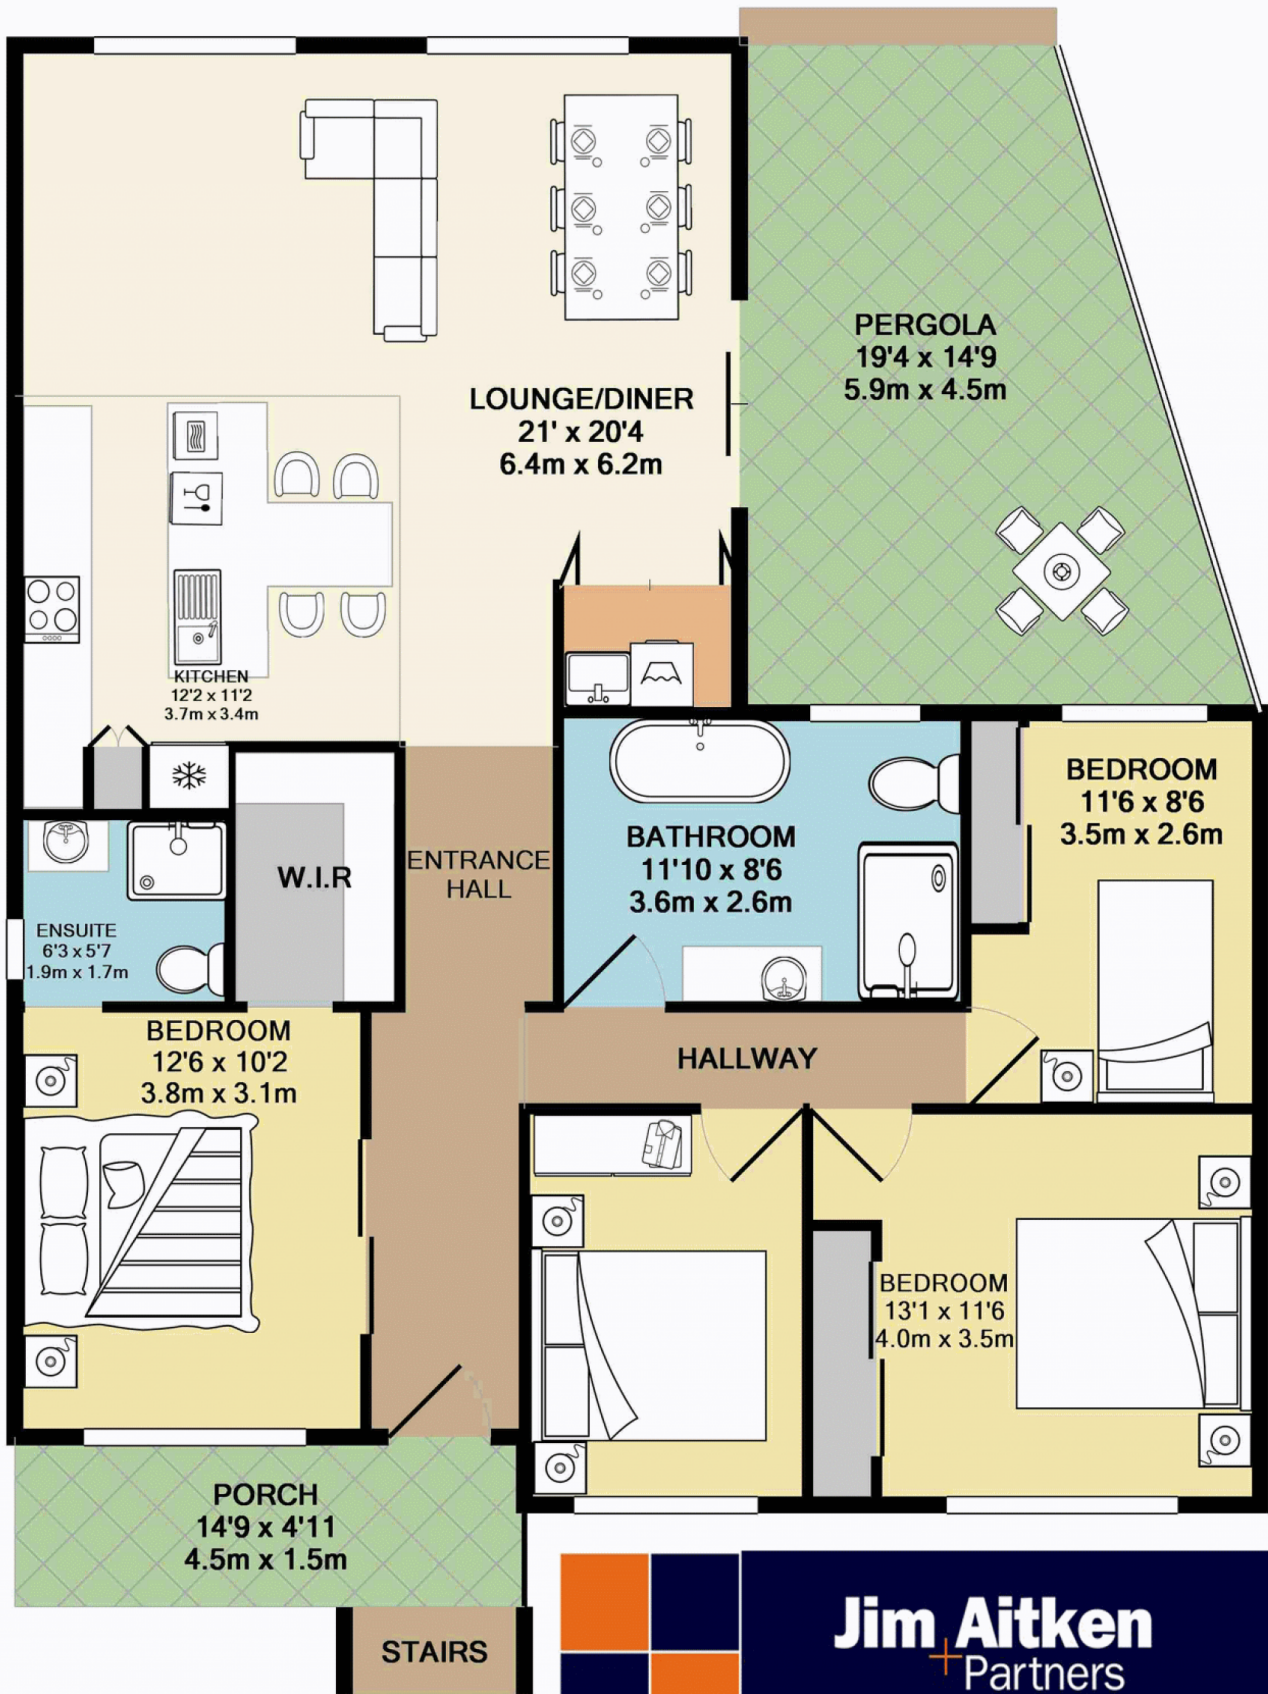 PERGOLA
19'4 x 14'9
5.9m x 4.5m
LOUNGE/DINER
21' x 20'4
6.4m x 6.2m
KITCHEN
12'2 x 11'2
3.7m x 3.4m
BEDROOM
11'6 x 8'6
3.5m x 2.6m
BATHROOM
11'10 x 8'6
3.6m x 2.6m
ENTRANCE
HALL
W.I.R
ENSUITE
6'3 x 5'7
1.9m x 1.7m
BEDROOM
12'6 x 10'2
3.8m x 3.1m
HALLWAY
BEDROOM
13'1 x 11'6
4.0m x 3.5m
PORCH
14'9 x 4'11
4.5m x 1.5m
STAIRS
Jim Aitken
+ Partners